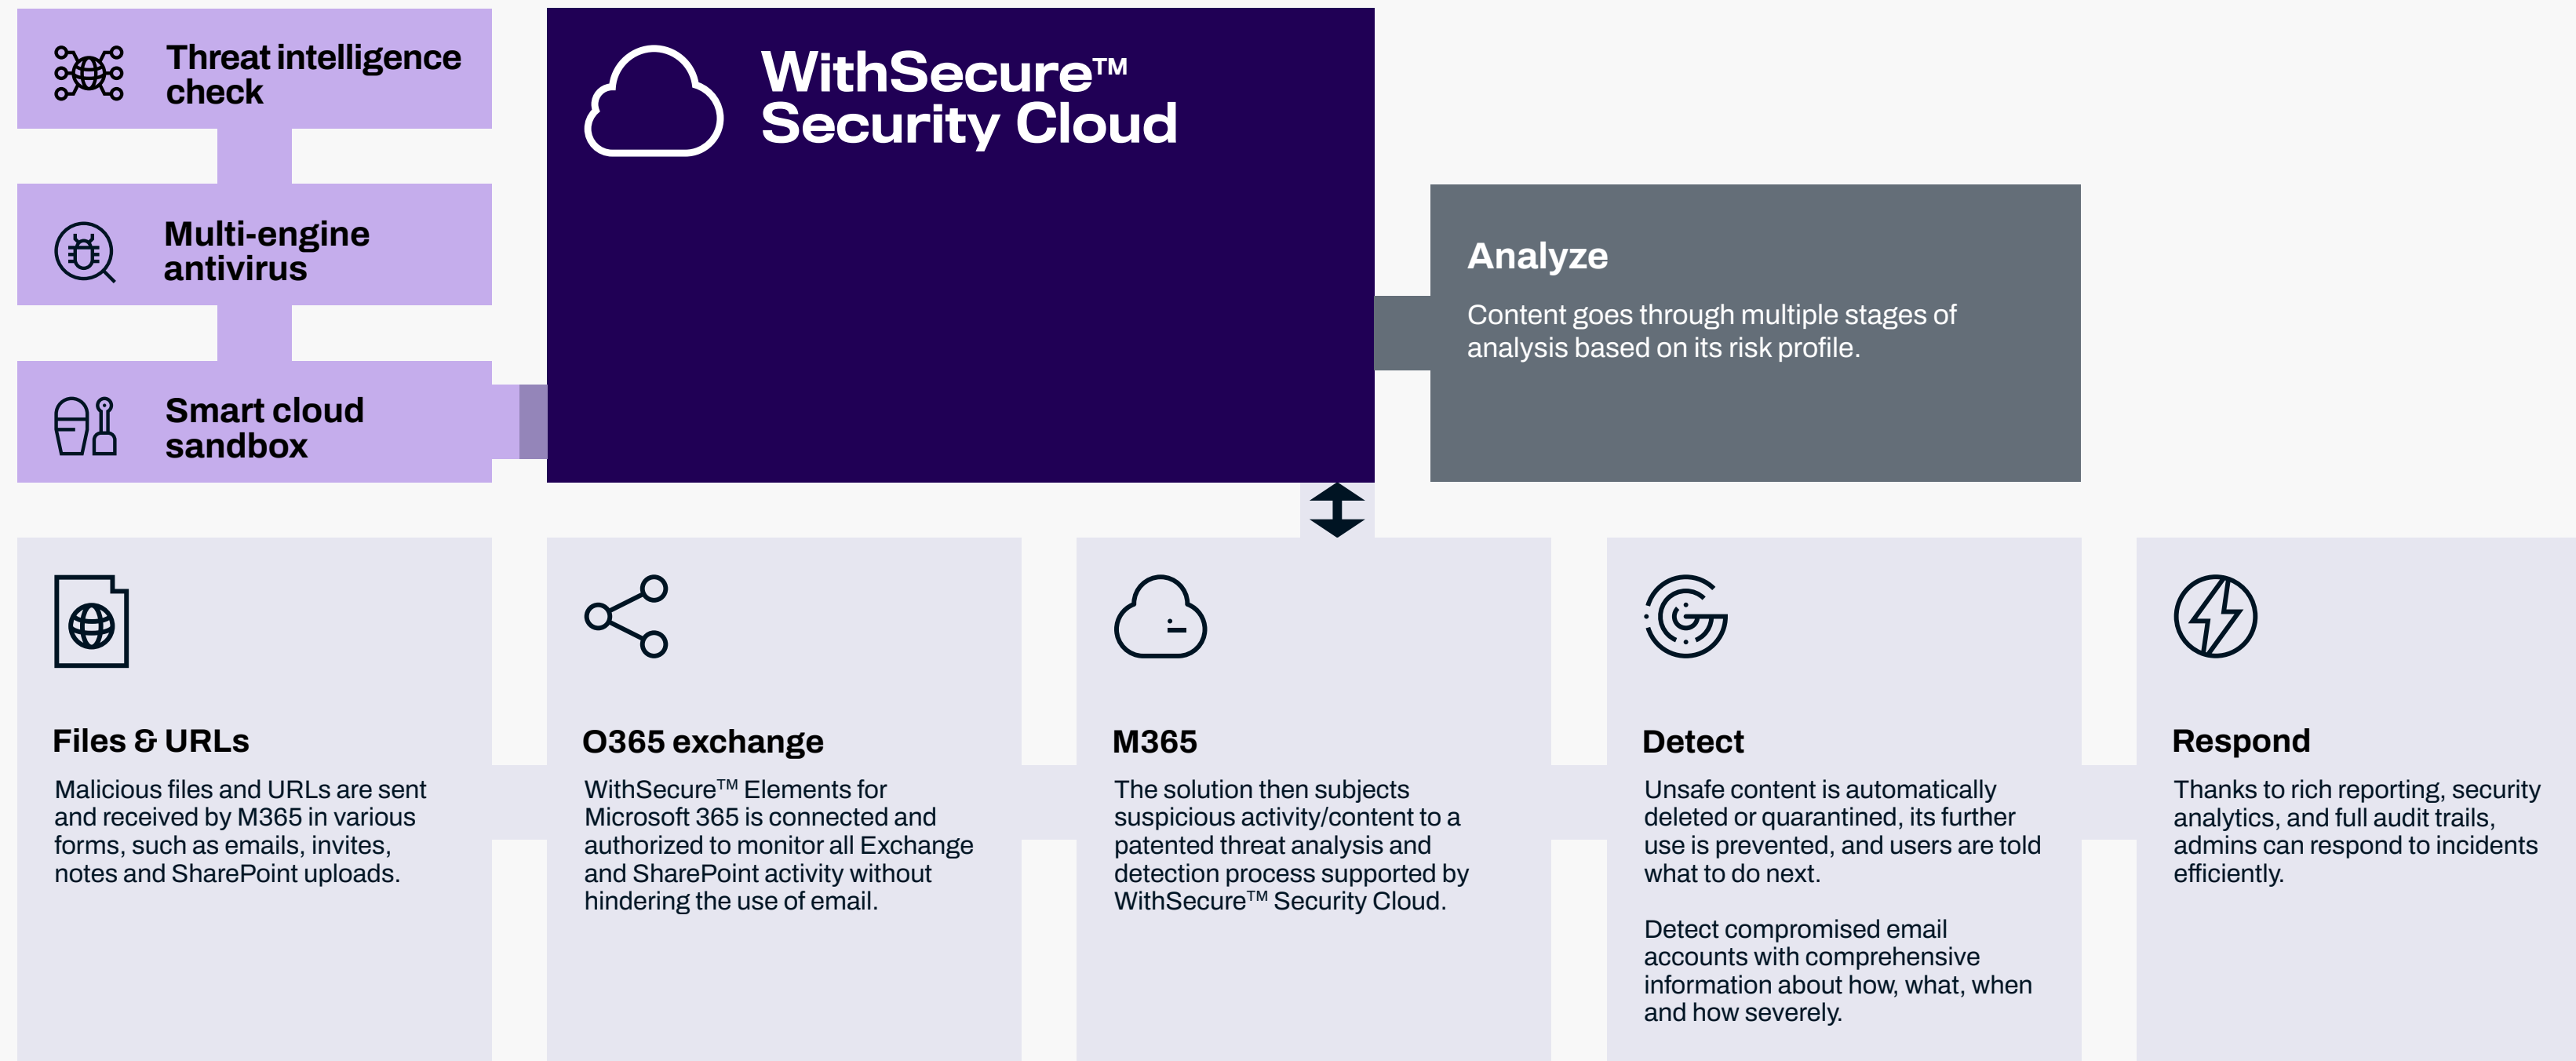 Threat intelligence
check
Multi-engine
antivirus
Smart cloud
sandbox
WithSecure™
Security Cloud
Analyze
Content goes through multiple stages of
analysis based on its risk profile.
Files & URLs
Malicious files and URLs are sent
and received by M365 in various
forms, such as emails, invites,
notes and SharePoint uploads.
O365 exchange
WithSecure™ Elements for
Microsoft 365 is connected and
authorized to monitor all Exchange
and SharePoint activity without
hindering the use of email.
M365
The solution then subjects
suspicious activity/content to a
patented threat analysis and
detection process supported by
WithSecure™ Security Cloud.
Detect
Unsafe content is automatically
deleted or quarantined, its further
use is prevented, and users are told
what to do next.
Detect compromised email
accounts with comprehensive
information about how, what, when
and how severely.
Respond
Thanks to rich reporting, security
analytics, and full audit trails,
admins can respond to incidents
efficiently.